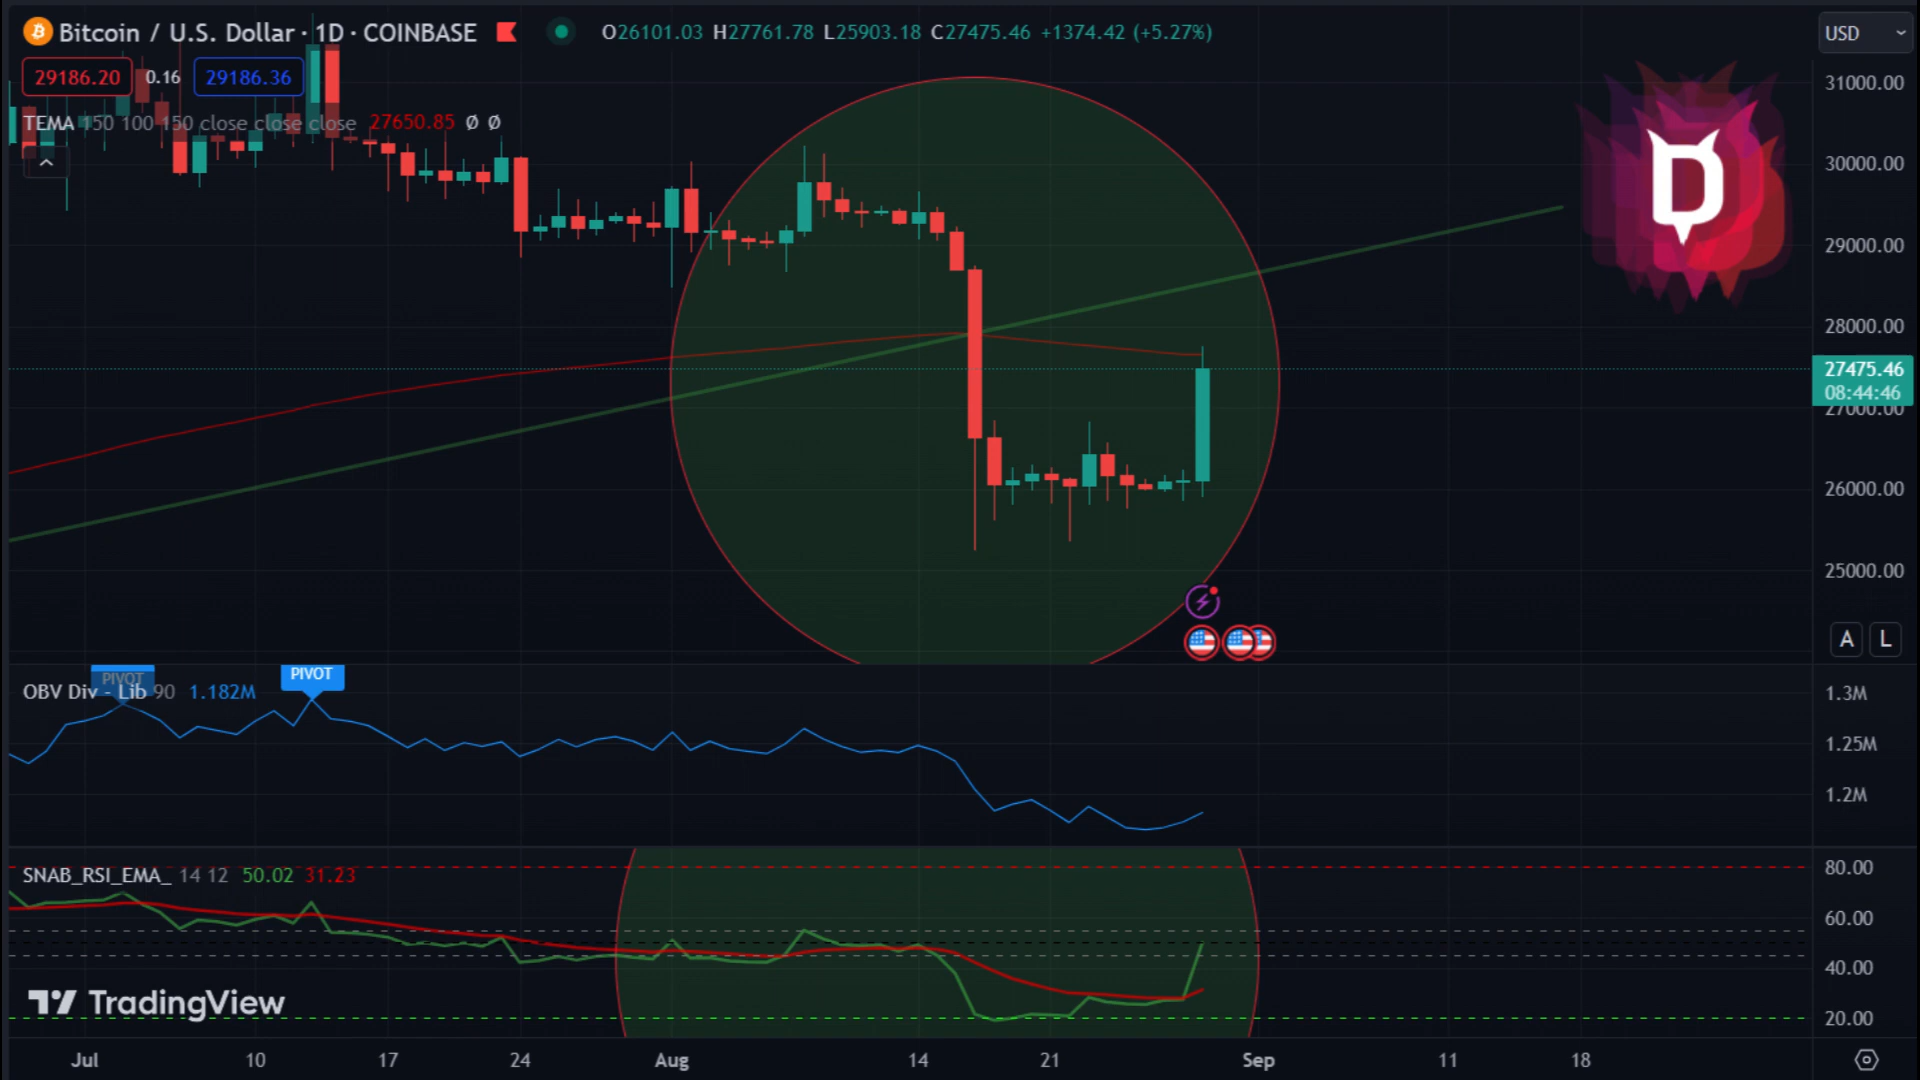 Bitcoin / U.S. Dollar · 1D · COINBASE O26101.03 H27761.78 L25903.18 C27475.46 +1374.42 (+5.27%)
USD
29186.20 0.16 29186.36
TEMA 150 100 150 close close close 27650.85 Ø Ø
D
31000.00
30000.00
29000.00
28000.00
27475.46
08:44:46
27000.00
26000.00
25000.00
A L
PIVOT
PIVOT
OBV Div - Lib 90 1.182M
1.3M
1.25M
1.2M
SNAB_RSI_EMA_ 14 12 50.02 31.23
80.00
60.00
40.00
20.00
TradingView
Jul 10 17 24 Aug 14 21 Sep 11 18